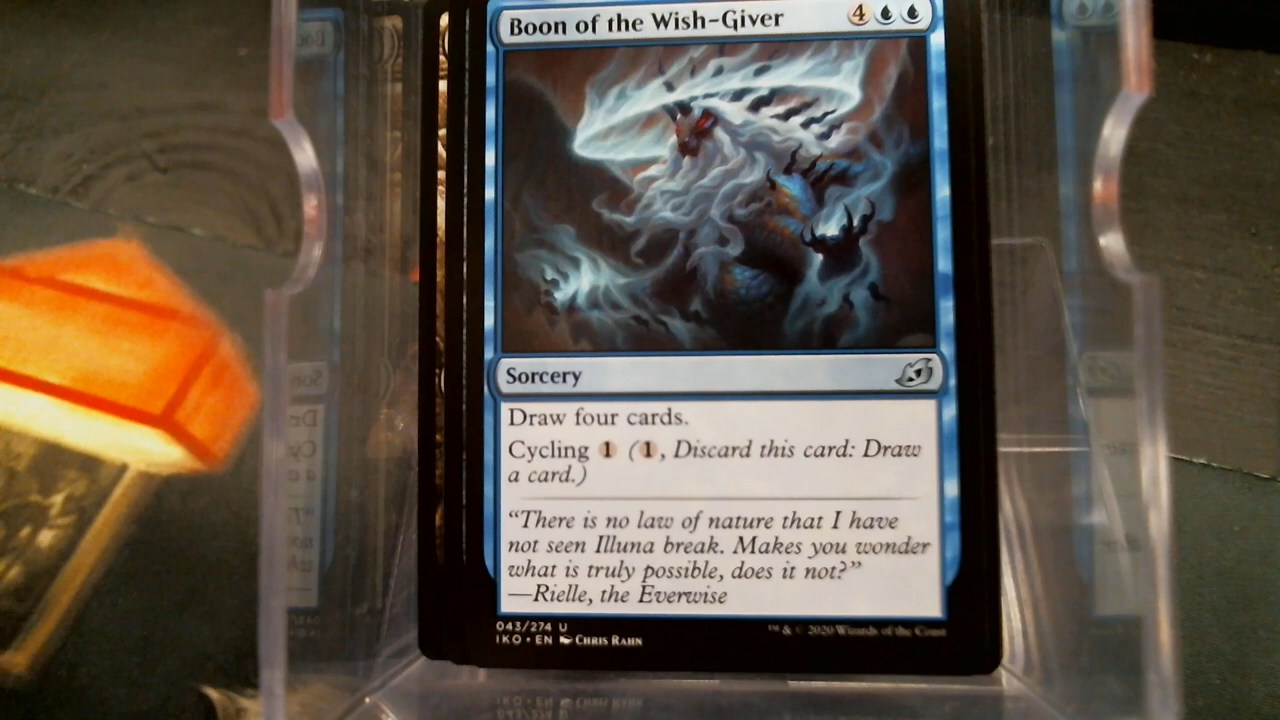 Boon of the Wish-Giver 4
Sorcery
Draw four cards.
Cycling 1 (1, Discard this card: Draw
a card.)
“There is no law of nature that I have
not seen Illuna break. Makes you wonder
what is truly possible, does it not?”
—Rielle, the Everwise
043/274 U
IKO • EN Chris Rahn
™ & © 2020 Wizards of the Coast